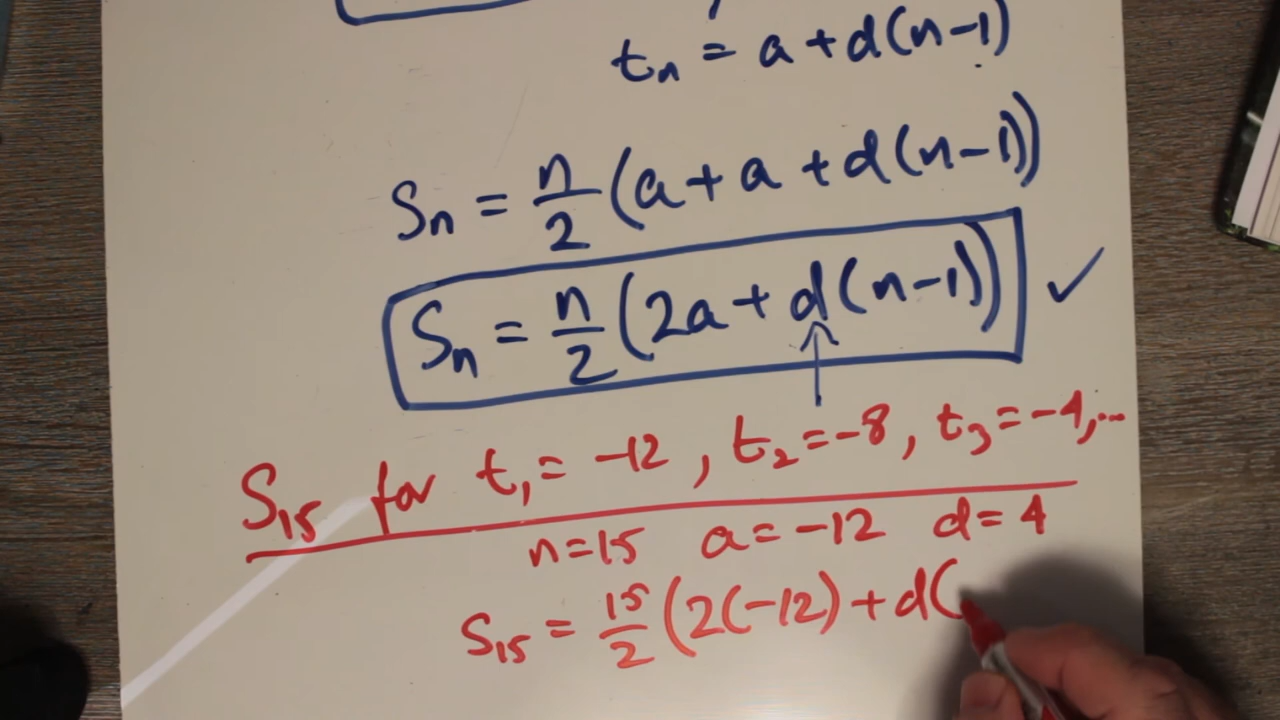 tₙ = a + d(n-1)
Sₙ = n/2 (a + a + d(n-1))
Sₙ = n/2 (2a + d(n-1)) ✓
S₁₅ for t₁ = -12, t₂ = -8, t₃ = -4, ...
n = 15 a = -12 d = 4
S₁₅ = 15/2 (2(-12) + d(